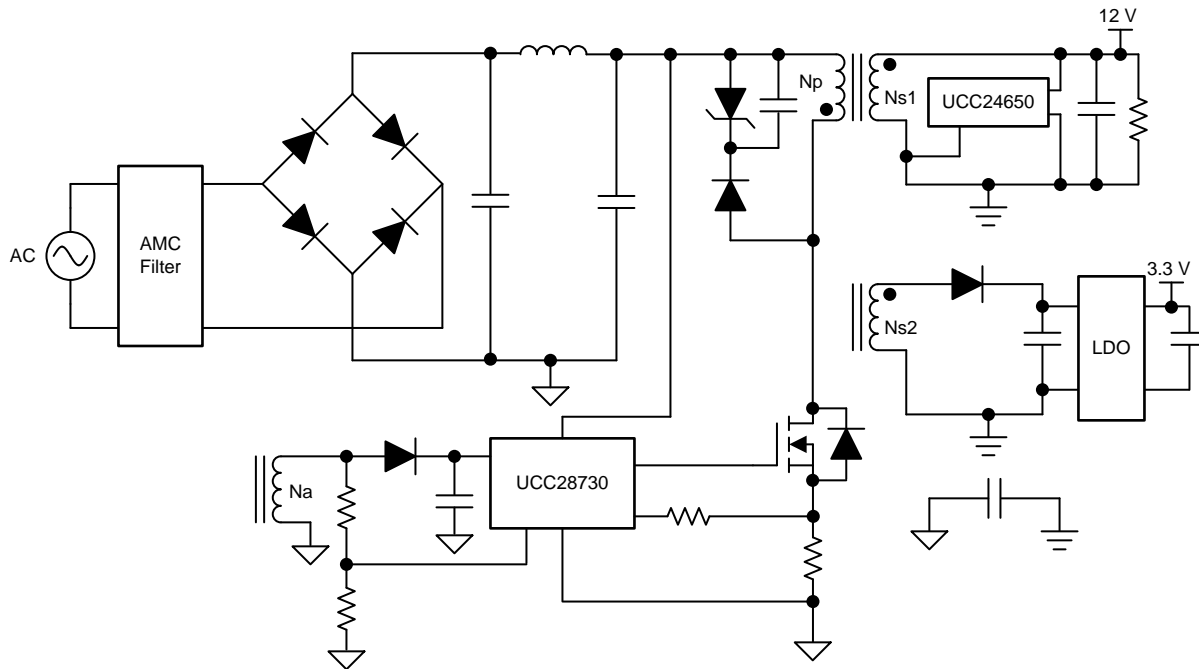 12 V
Np
Ns1
UCC24650
AC
AMC
Filter
3.3 V
Ns2
LDO
Na
UCC28730